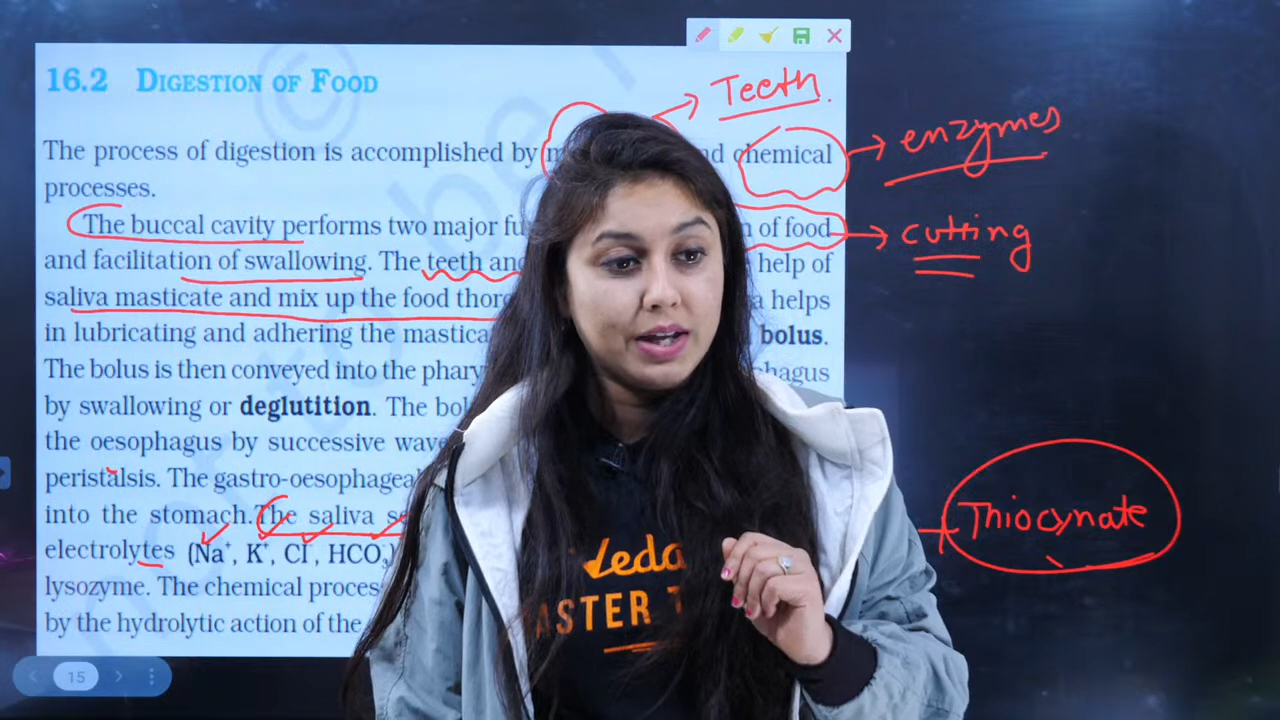 16.2 DIGESTION OF FOOD
Teeth.
The process of digestion is accomplished by m nd chemical
enzymes
processes.
The buccal cavity performs two major fu n of food
cutting
and facilitation of swallowing. The teeth and help of
saliva masticate and mix up the food thoro a helps
in lubricating and adhering the mastica bolus.
The bolus is then conveyed into the phary hagus
by swallowing or deglutition. The bol
the oesophagus by successive wave
peristalsis. The gastro-oesophageal
into the stomach. The saliva se
Thiocynate
electrolytes (Na⁺, K⁺, Cl⁻, HCO₃)
lysozyme. The chemical process
by the hydrolytic action of the
Veda
ASTER T
15